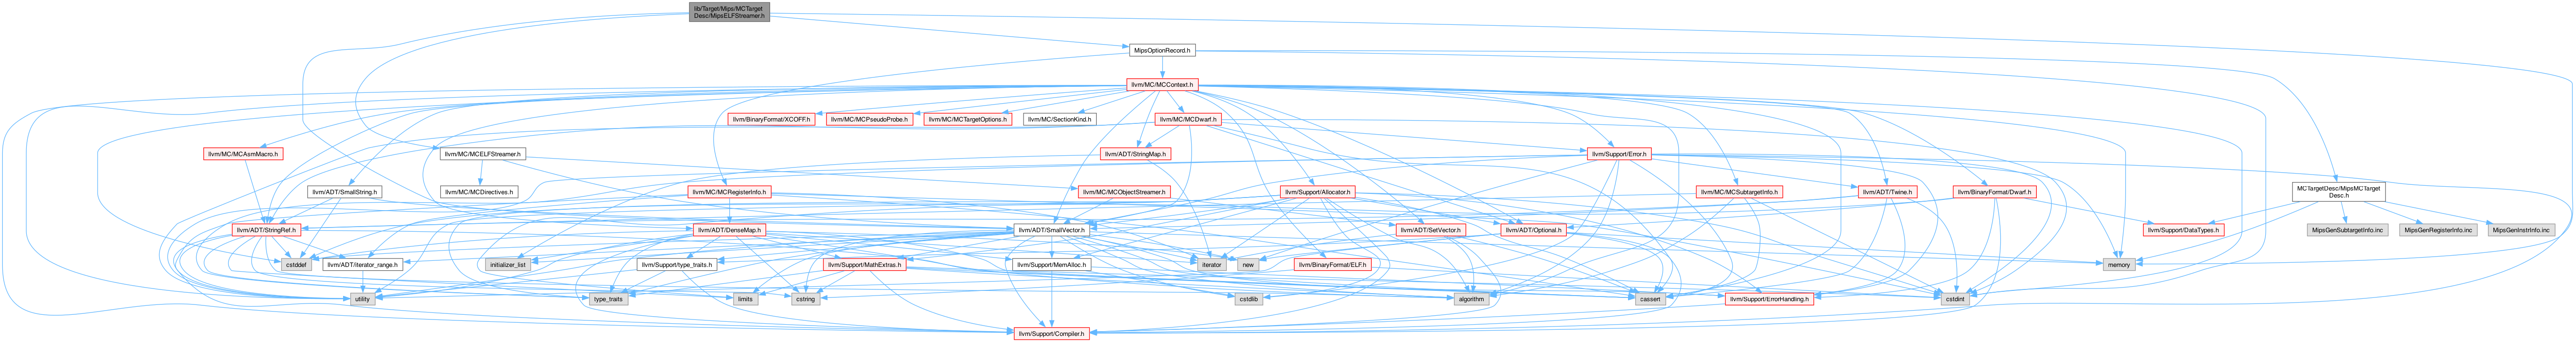 lib/Target/Mips/MCTarget
Desc/MipsELFStreamer.h
MipsOptionRecord.h
llvm/MC/MCContext.h
llvm/BinaryFormat/XCOFF.h
llvm/MC/MCPseudoProbe.h
llvm/MC/MCTargetOptions.h
llvm/MC/SectionKind.h
llvm/MC/MCDwarf.h
llvm/MC/MCAsmMacro.h
llvm/MC/MCELFStreamer.h
llvm/ADT/StringMap.h
llvm/Support/Error.h
llvm/ADT/SmallString.h
llvm/MC/MCDirectives.h
llvm/MC/MCRegisterInfo.h
llvm/MC/MCObjectStreamer.h
llvm/Support/Allocator.h
llvm/MC/MCSubtargetInfo.h
llvm/ADT/Twine.h
llvm/BinaryFormat/Dwarf.h
MCTargetDesc/MipsMCTarget
Desc.h
llvm/ADT/StringRef.h
llvm/ADT/DenseMap.h
llvm/ADT/SmallVector.h
llvm/ADT/SetVector.h
llvm/ADT/Optional.h
llvm/Support/DataTypes.h
MipsGenSubtargetInfo.inc
MipsGenRegisterInfo.inc
MipsGenInstrInfo.inc
cstddef
llvm/ADT/iterator_range.h
initializer_list
llvm/Support/type_traits.h
llvm/Support/MathExtras.h
llvm/Support/MemAlloc.h
iterator
new
llvm/BinaryFormat/ELF.h
memory
utility
type_traits
limits
cstring
cstdlib
algorithm
cassert
llvm/Support/ErrorHandling.h
cstdint
llvm/Support/Compiler.h